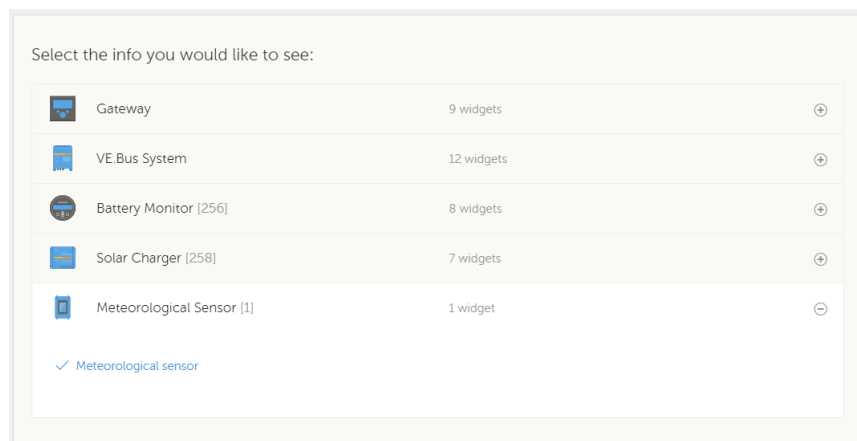 Select the info you would like to see:
Gateway 9 widgets
VE.Bus System 12 widgets
Battery Monitor [256] 8 widgets
Solar Charger [258] 7 widgets
Meteorological Sensor [1] 1 widget
Meteorological sensor